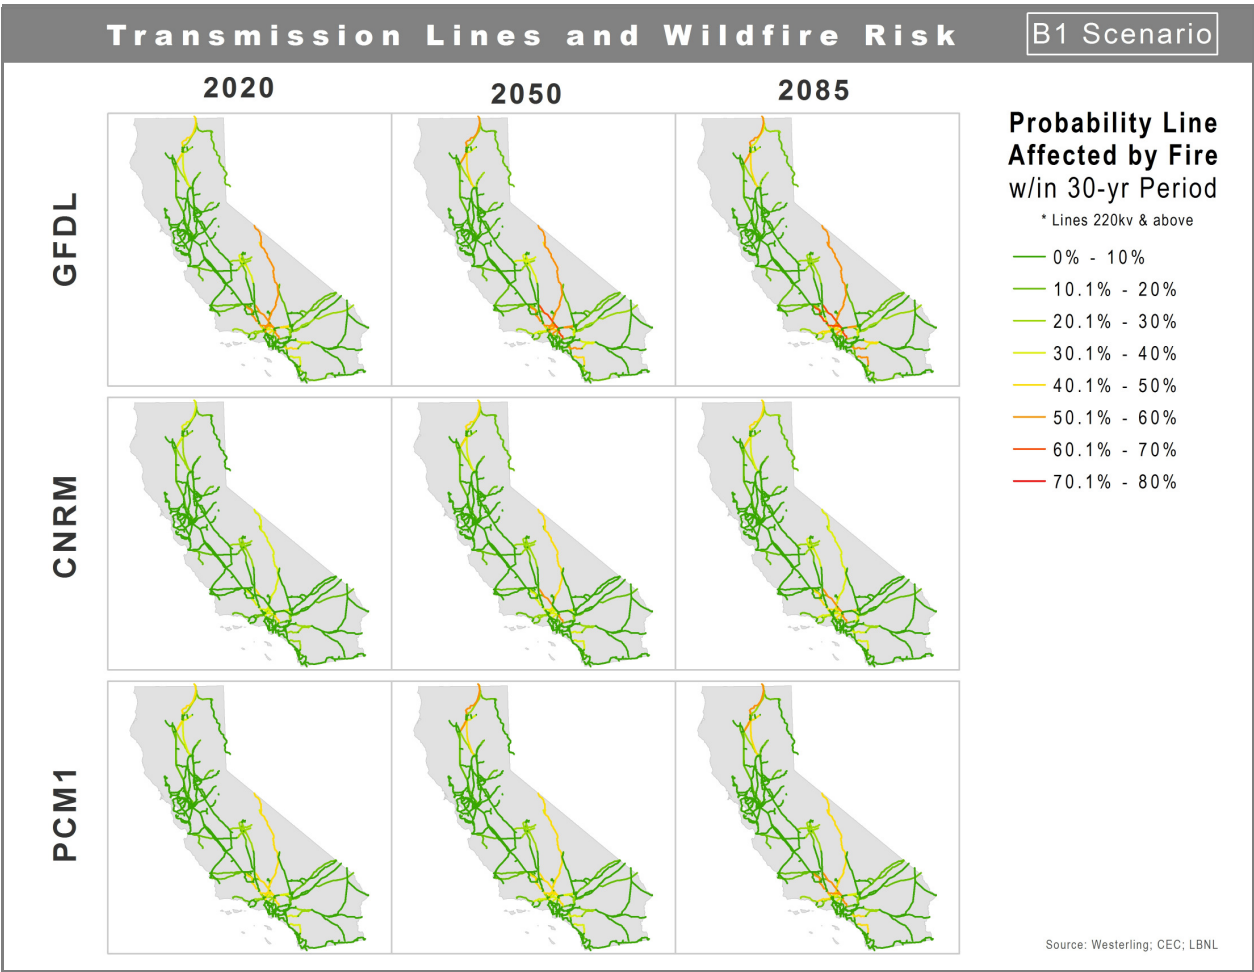 Transmission Lines and Wildfire Risk
B1 Scenario
2020
2050
2085
GFDL
CNRM
PCM1
Probability Line
Affected by Fire
w/in 30-yr Period
* Lines 220kv & above
0% - 10%
10.1% - 20%
20.1% - 30%
30.1% - 40%
40.1% - 50%
50.1% - 60%
60.1% - 70%
70.1% - 80%
Source: Westerling; CEC; LBNL